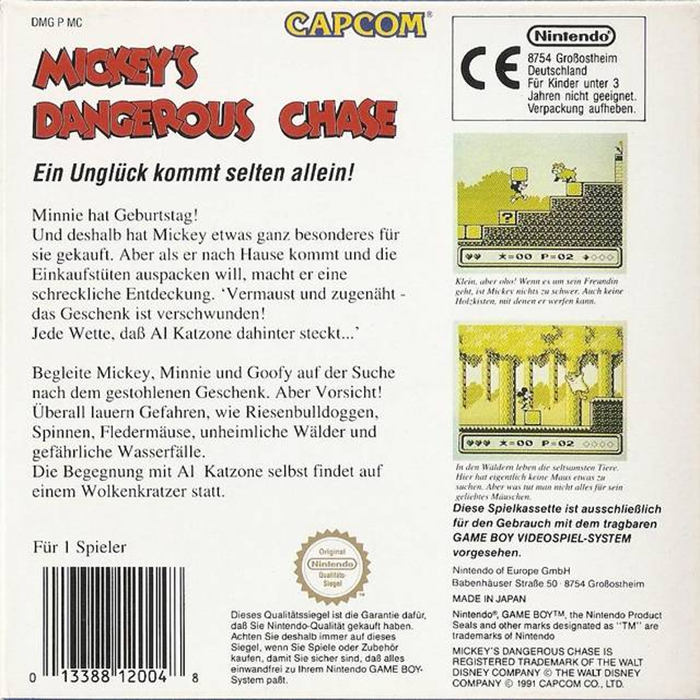 DMG P MC
CAPCOM®
MICKEY'S
DANGEROUS CHASE
Ein Unglück kommt selten allein!
Minnie hat Geburtstag!
Und deshalb hat Mickey etwas ganz besonderes für
sie gekauft. Aber als er nach Hause kommt und die
Einkaufstüten auspacken will, macht er eine
schreckliche Entdeckung. ‘Vermaust und zugenäht -
das Geschenk ist verschwunden!
Jede Wette, daß Al Katzone dahinter steckt...’
Begleite Mickey, Minnie und Goofy auf der Suche
nach dem gestohlenen Geschenk. Aber Vorsicht!
Überall lauern Gefahren, wie Riesenbulldoggen,
Spinnen, Fledermäuse, unheimliche Wälder und
gefährliche Wasserfälle.
Die Begegnung mit Al Katzone selbst findet auf
einem Wolkenkratzer statt.
Für 1 Spieler
0 13388 12004 8
Original
Nintendo
Qualitäts-
Siegel
Dieses Qualitätssiegel ist die Garantie dafür,
daß Sie Nintendo-Qualität gekauft haben.
Achten Sie deshalb immer auf dieses
Siegel, wenn Sie Spiele oder Zubehör
kaufen, damit Sie sicher sind, daß alles
einwandfrei zu Ihrem Nintendo GAME BOY-
System paßt.
CE
Nintendo®
8754 Großostheim
Deutschland
Für Kinder unter 3
Jahren nicht geeignet.
Verpackung aufheben.
?
★=00 P=02
Klein, aber oho! Wenn es um sein Freundin
geht, ist Mickey nichts zu schwer. Auch keine
Holzkisten, mit denen er werfen kann.
★=00 P=02
In den Wäldern leben die seltsamsten Tiere.
Hier hat eigentlich keine Maus etwas zu
suchen. Aber was tut man nicht alles für sein
geliebtes Mäuschen.
Diese Spielkassette ist ausschließlich
für den Gebrauch mit dem tragbaren
GAME BOY VIDEOSPIEL-SYSTEM
vorgesehen.
Nintendo of Europe GmbH
Babenhäuser Straße 50 · 8754 Großostheim
MADE IN JAPAN
Nintendo®, GAME BOY™, the Nintendo Product
Seals and other marks designated as "TM" are
trademarks of Nintendo
MICKEY'S DANGEROUS CHASE IS
REGISTERED TRADEMARK OF THE WALT
DISNEY COMPANY © THE WALT DISNEY
COMPANY © 1991 CAPCOM CO., LTD.